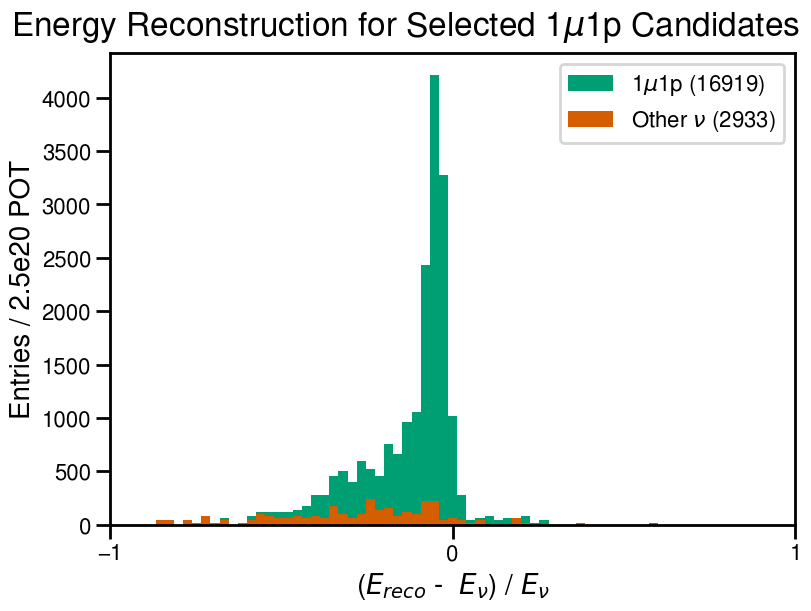 Energy Reconstruction for Selected 1μ1p Candidates
1μ1p (16919)
Other ν (2933)
Entries / 2.5e20 POT
4000
3500
3000
2500
2000
1500
1000
500
0
−1
0
1
(E_reco - E_ν) / E_ν